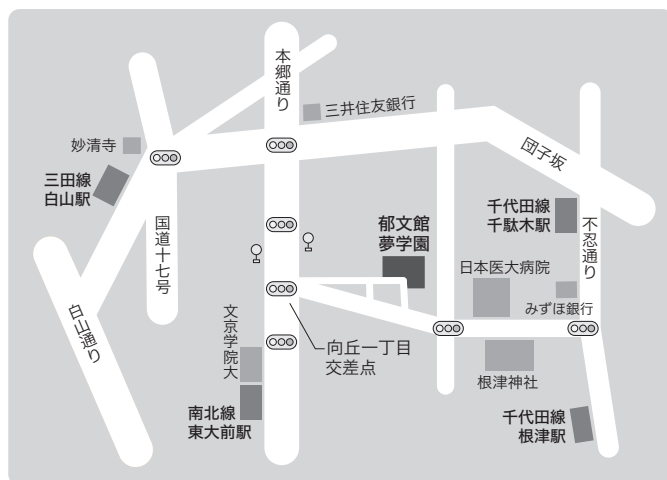 本郷通り
三井住友銀行
妙清寺
三田線
白山駅
団子坂
国道十七号
郁文館
夢学園
千代田線
千駄木駅
不忍通り
日本医大病院
みずほ銀行
白山通り
文京学院大
向丘一丁目
交差点
根津神社
南北線
東大前駅
千代田線
根津駅